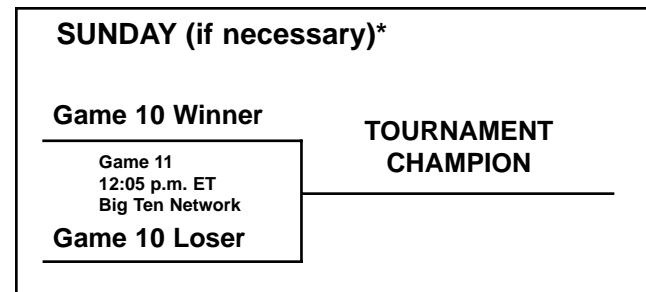 SUNDAY (if necessary)*
Game 10 Winner
TOURNAMENT
CHAMPION
Game 11
12:05 p.m. ET
Big Ten Network
Game 10 Loser